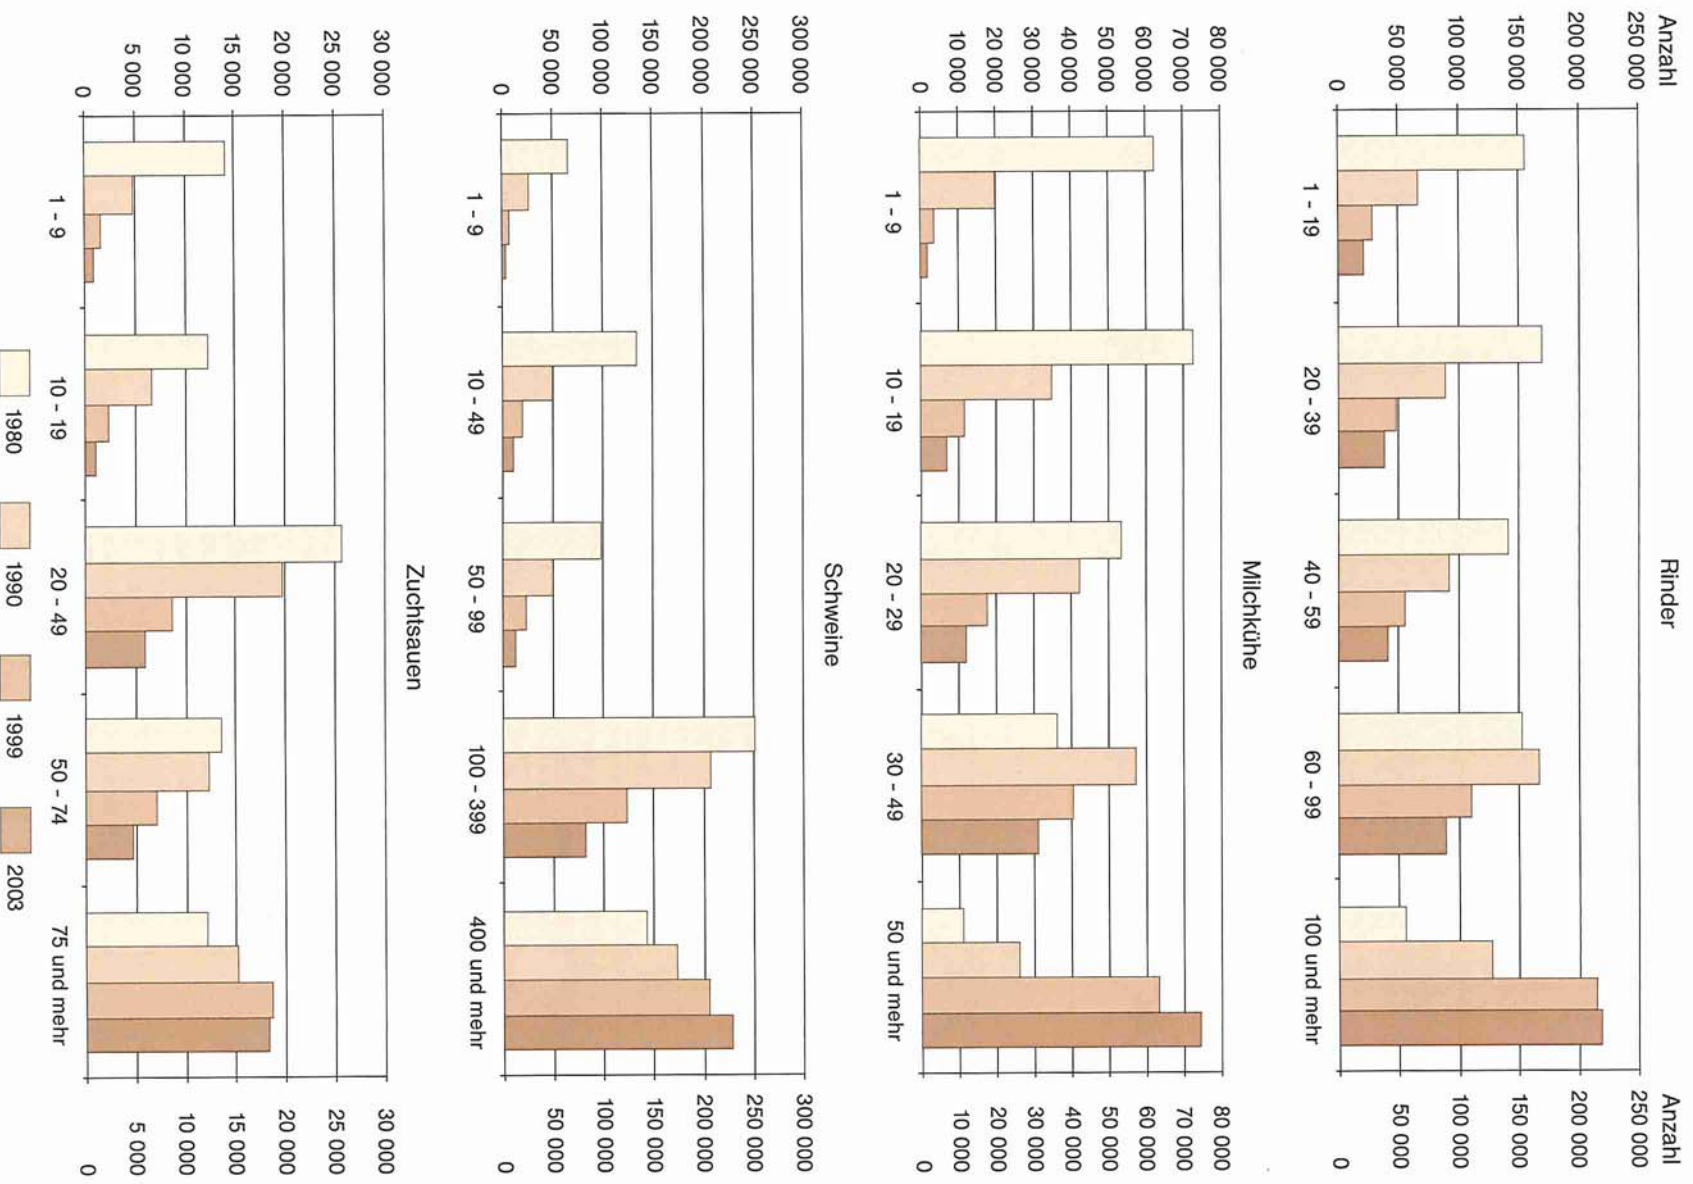 Rinder
Anzahl Anzahl
250 000 250 000
200 000 200 000
150 000 150 000
100 000 100 000
50 000 50 000
0 0
1 - 19 20 - 39 40 - 59 60 - 99 100 und mehr
Milchkühe
80 000 80 000
70 000 70 000
60 000 60 000
50 000 50 000
40 000 40 000
30 000 30 000
20 000 20 000
10 000 10 000
0 0
1 - 9 10 - 19 20 - 29 30 - 49 50 und mehr
Schweine
300 000 300 000
250 000 250 000
200 000 200 000
150 000 150 000
100 000 100 000
50 000 50 000
0 0
1 - 9 10 - 49 50 - 99 100 - 399 400 und mehr
Zuchtsauen
30 000 30 000
25 000 25 000
20 000 20 000
15 000 15 000
10 000 10 000
5 000 5 000
0 0
1 - 9 10 - 19 20 - 49 50 - 74 75 und mehr
1980 1990 1999 2003